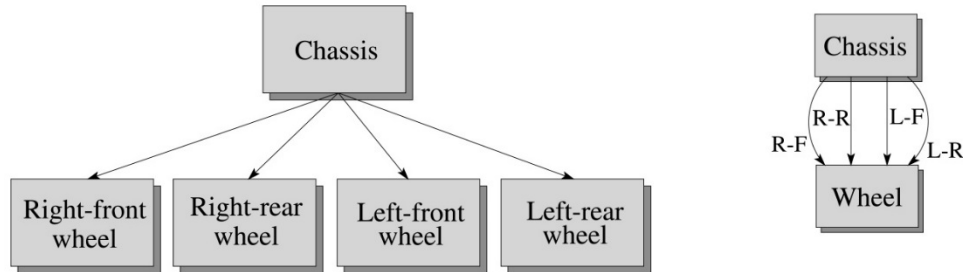 Chassis
Right-front
wheel
Right-rear
wheel
Left-front
wheel
Left-rear
wheel
Chassis
R-F
R-R
L-F
L-R
Wheel